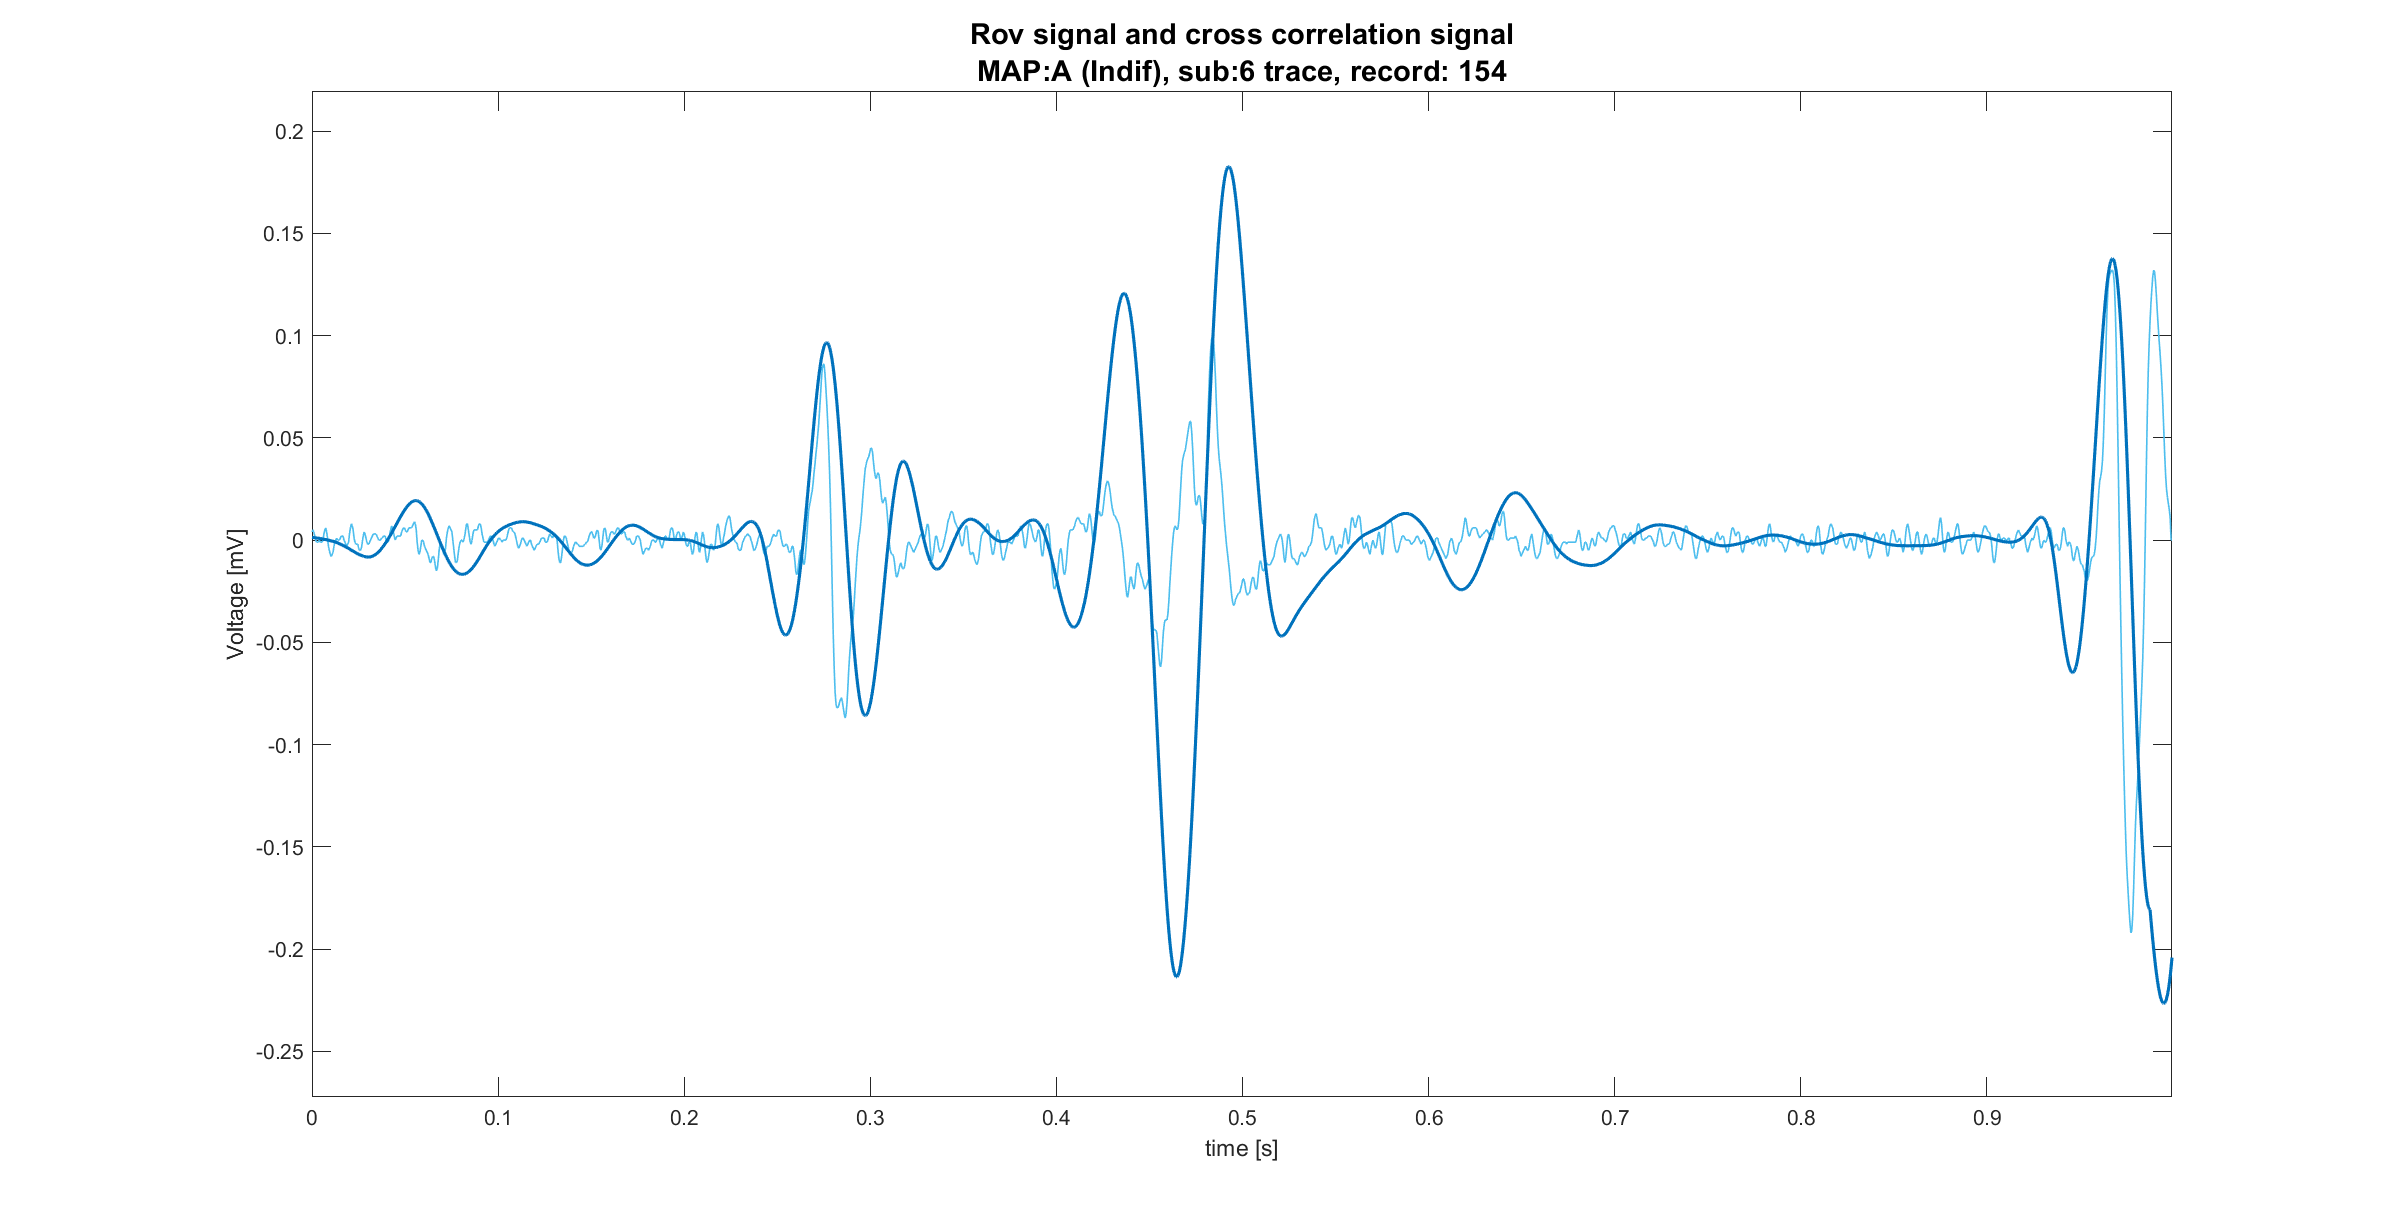 Rov signal and cross correlation signal
MAP:A (Indif), sub:6 trace, record: 154
0.2
0.15
0.1
0.05
0
-0.05
-0.1
-0.15
-0.2
-0.25
Voltage [mV]
0 0.1 0.2 0.3 0.4 0.5 0.6 0.7 0.8 0.9
time [s]